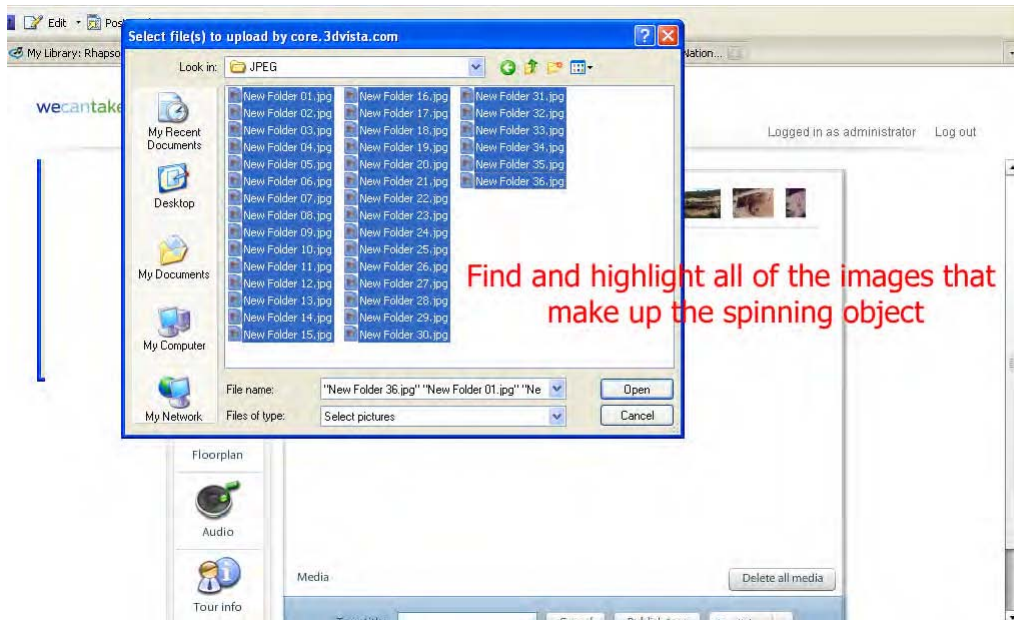 Edit
Pos
Select file(s) to upload by core.3dvista.com
My Library: Rhapso
Nation...
Look in: JPEG
wecantake
Logged in as administrator Log out
My Recent Documents
Desktop
My Documents
My Computer
My Network
New Folder 01.jpg New Folder 16.jpg New Folder 31.jpg
New Folder 02.jpg New Folder 17.jpg New Folder 32.jpg
New Folder 03.jpg New Folder 18.jpg New Folder 33.jpg
New Folder 04.jpg New Folder 19.jpg New Folder 34.jpg
New Folder 05.jpg New Folder 20.jpg New Folder 35.jpg
New Folder 06.jpg New Folder 21.jpg New Folder 36.jpg
New Folder 07.jpg New Folder 22.jpg
New Folder 08.jpg New Folder 23.jpg
New Folder 09.jpg New Folder 24.jpg
New Folder 10.jpg New Folder 25.jpg
New Folder 11.jpg New Folder 26.jpg
New Folder 12.jpg New Folder 27.jpg
New Folder 13.jpg New Folder 28.jpg
New Folder 14.jpg New Folder 29.jpg
New Folder 15.jpg New Folder 30.jpg
Find and highlight all of the images that
make up the spinning object
File name: "New Folder 36.jpg" "New Folder 01.jpg" "Ne Open
Files of type: Select pictures Cancel
Floorplan
Audio
Tour info
Media
Delete all media